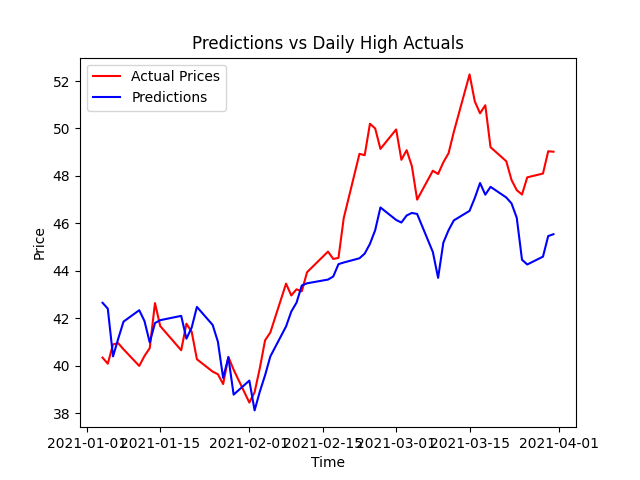 Predictions vs Daily High Actuals
Actual Prices
Predictions
52
50
48
46
44
42
40
38
Price
2021-01-01 2021-01-15 2021-02-01 2021-02-15 2021-03-01 2021-03-15 2021-04-01
Time